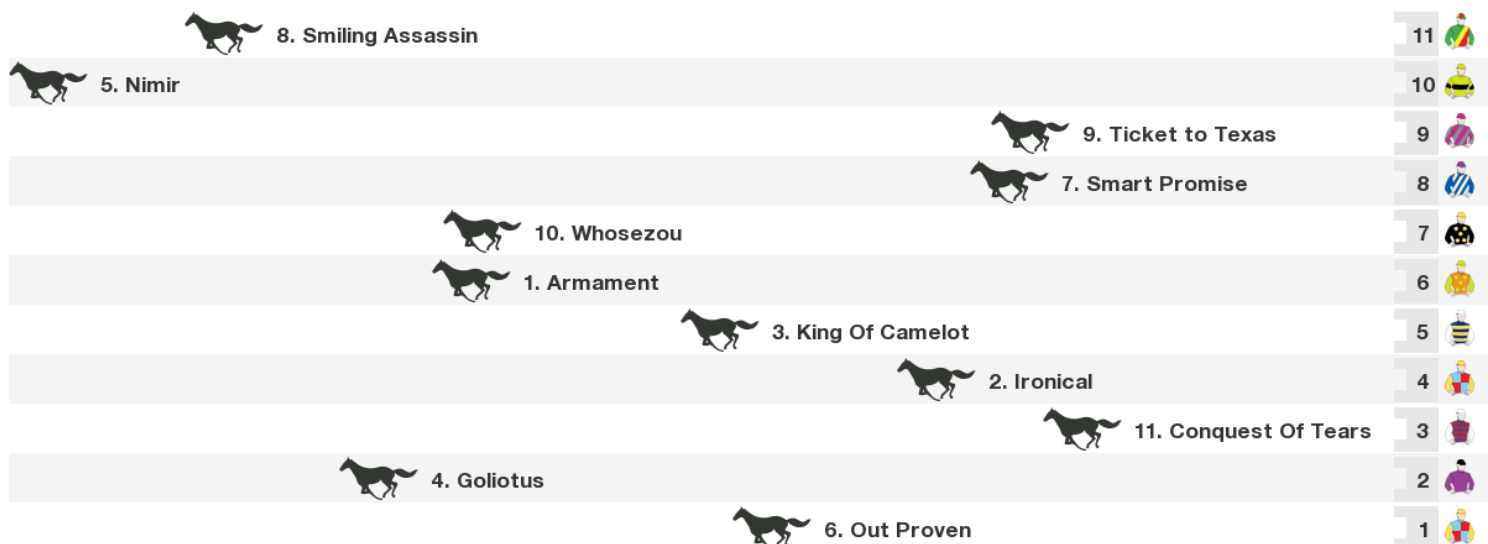 8. Smiling Assassin 11
5. Nimir 10
9. Ticket to Texas 9
7. Smart Promise 8
10. Whosezou 7
1. Armament 6
3. King Of Camelot 5
2. Ironical 4
11. Conquest Of Tears 3
4. Goliotus 2
6. Out Proven 1